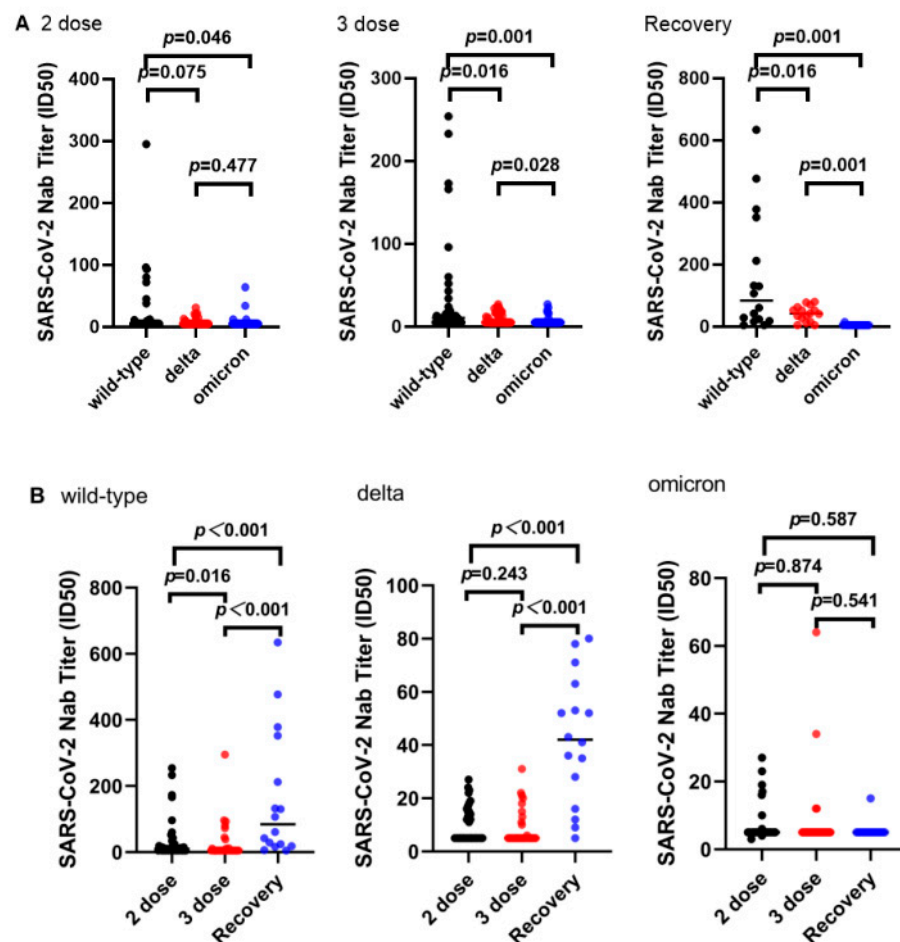 A 2 dose
p=0.046
p=0.075
p=0.477
SARS-CoV-2 Nab Titer (ID50)
400
300
200
100
0
wild-type
delta
omicron
3 dose
p=0.001
p=0.016
p=0.028
SARS-CoV-2 Nab Titer (ID50)
300
200
100
0
wild-type
delta
omicron
Recovery
p=0.001
p=0.016
p=0.001
SARS-CoV-2 Nab Titer (ID50)
800
600
400
200
0
wild-type
delta
omicron
B wild-type
p<0.001
p=0.016
p<0.001
SARS-CoV-2 Nab Titer (ID50)
800
600
400
200
0
2 dose
3 dose
Recovery
delta
p<0.001
p=0.243
p<0.001
SARS-CoV-2 Nab Titer (ID50)
100
80
60
40
20
0
2 dose
3 dose
Recovery
omicron
p=0.587
p=0.874
p=0.541
SARS-CoV-2 Nab Titer (ID50)
80
60
40
20
0
2 dose
3 dose
Recovery